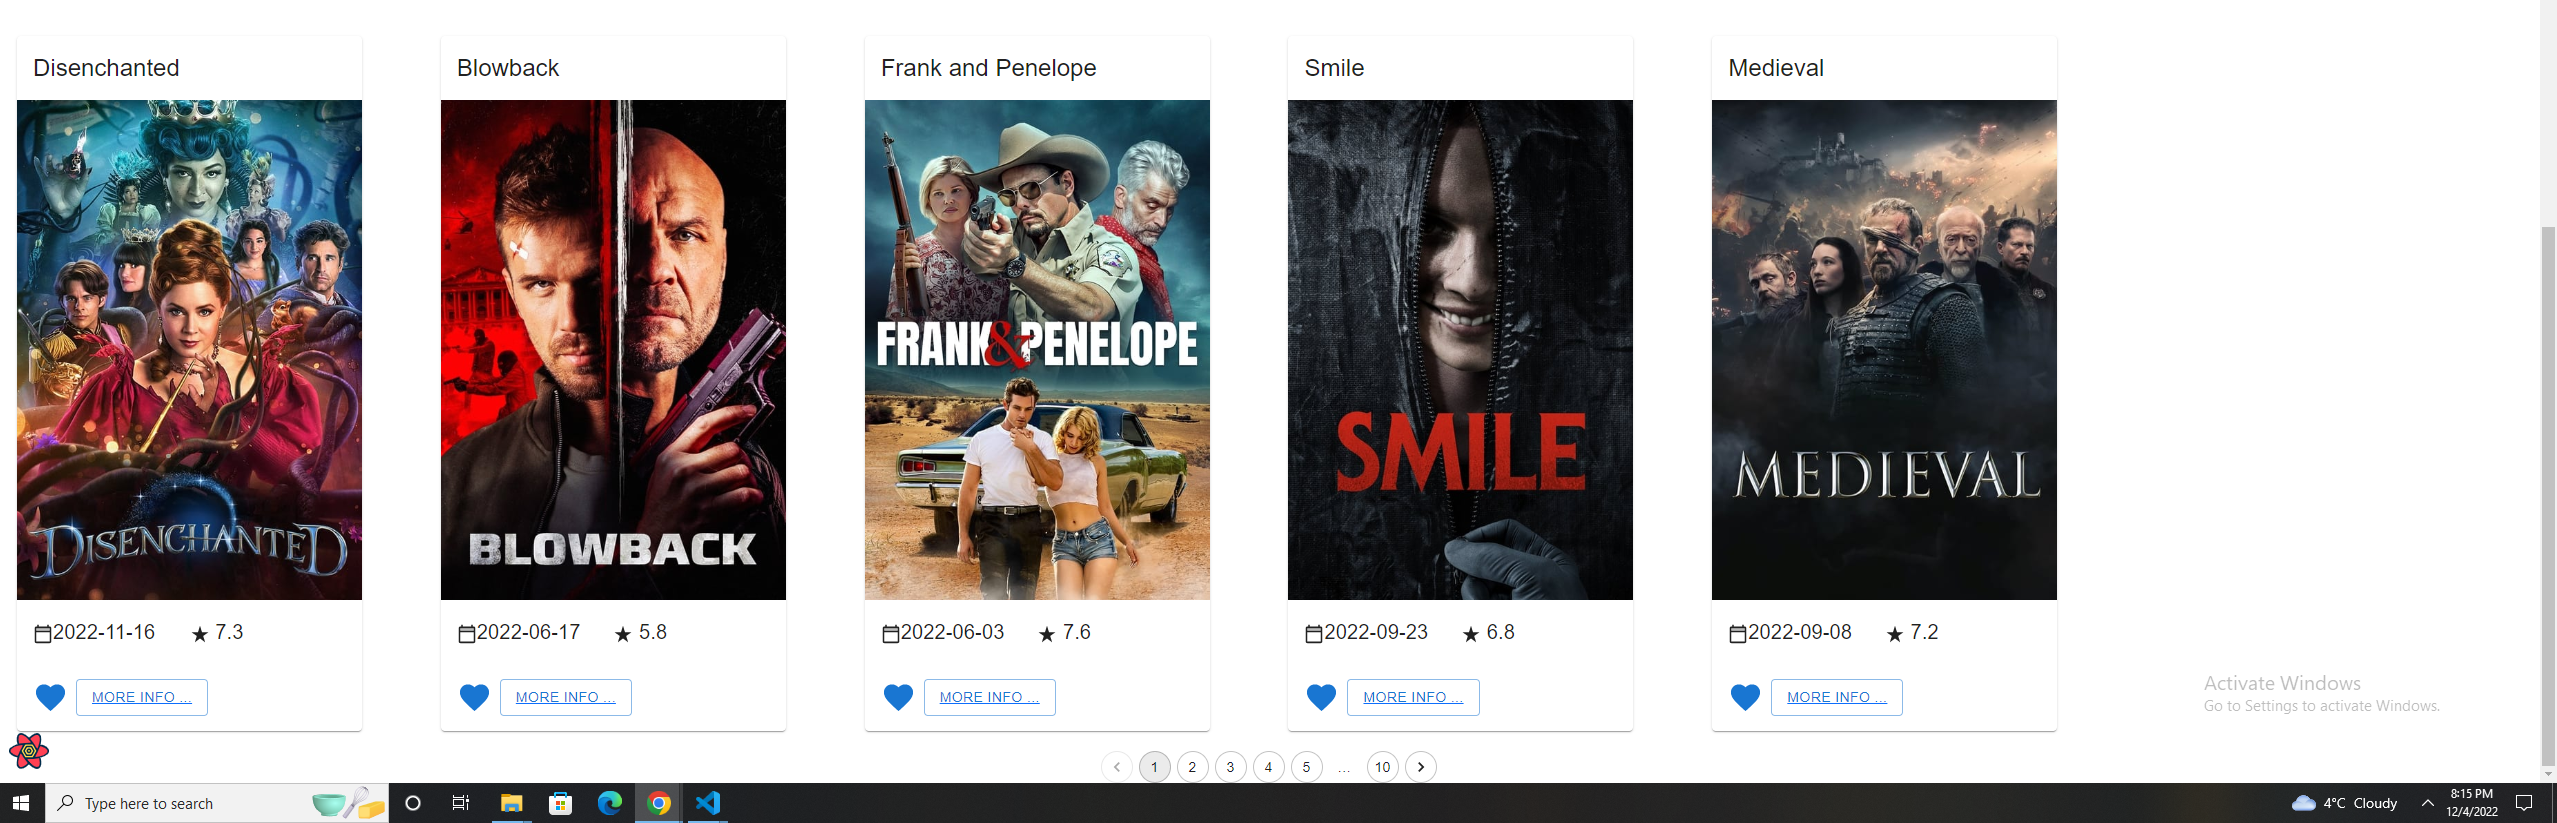 Disenchanted
Blowback
Frank and Penelope
Smile
Medieval
DISENCHANTED
BLOWBACK
FRANK & PENELOPE
SMILE
MEDIEVAL
2022-11-16 ★ 7.3
2022-06-17 ★ 5.8
2022-06-03 ★ 7.6
2022-09-23 ★ 6.8
2022-09-08 ★ 7.2
MORE INFO ...
MORE INFO ...
MORE INFO ...
MORE INFO ...
MORE INFO ...
Activate Windows
Go to Settings to activate Windows.
1 2 3 4 5 ... 10
Type here to search
4°C Cloudy
8:15 PM
12/4/2022